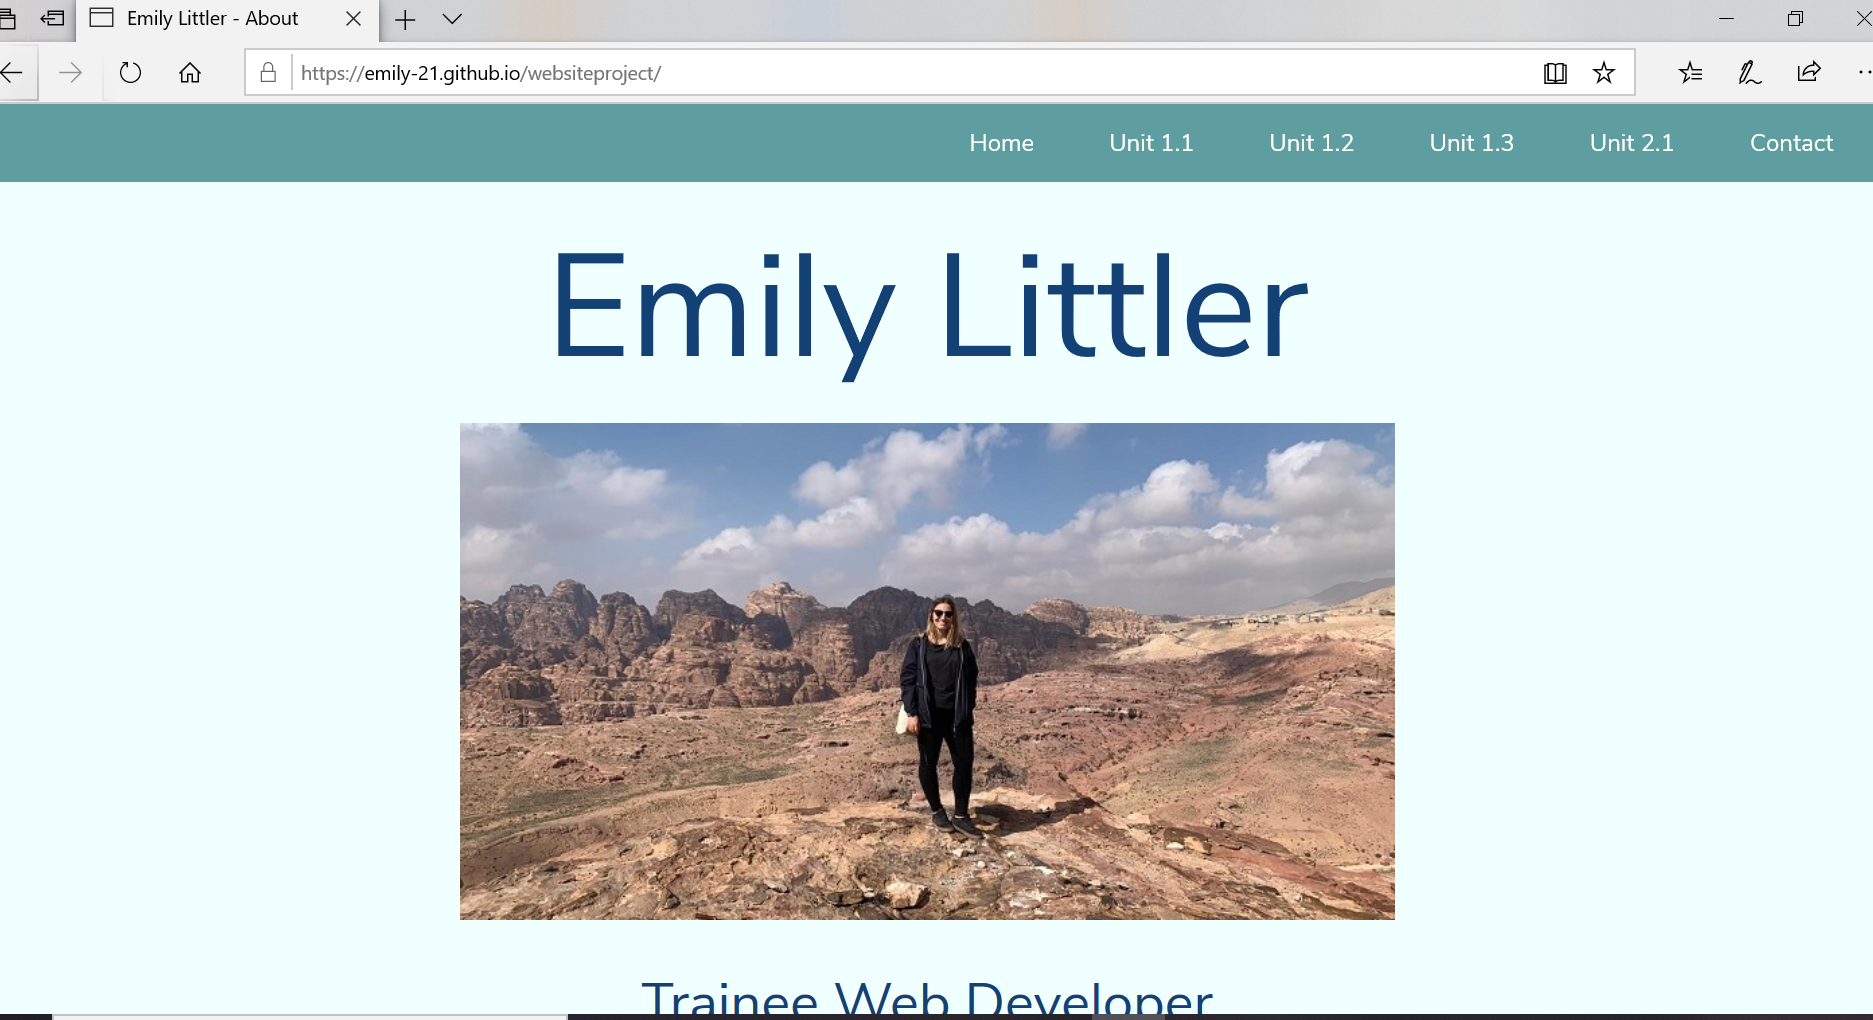 Emily Littler - About
https://emily-21.github.io/websiteproject/
Home Unit 1.1 Unit 1.2 Unit 1.3 Unit 2.1 Contact
Emily Littler
Trainee Web Developer